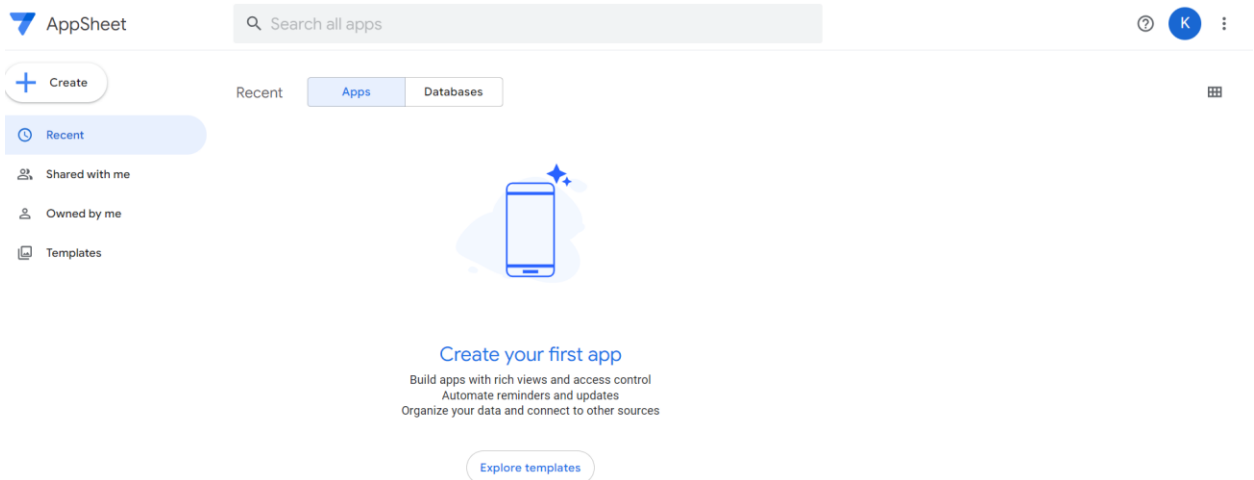 AppSheet
Search all apps
K
Create
Recent
Apps
Databases
Recent
Shared with me
Owned by me
Templates
Create your first app
Build apps with rich views and access control
Automate reminders and updates
Organize your data and connect to other sources
Explore templates